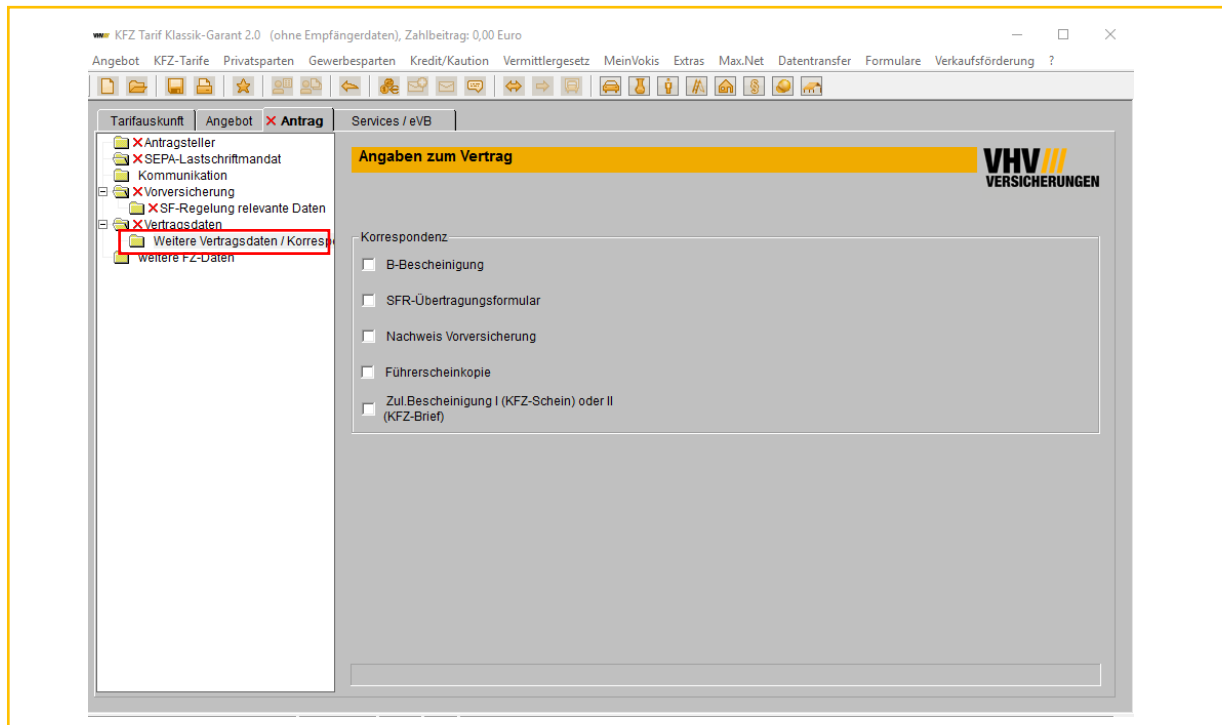 VHV KFZ Tarif Klassik-Garant 2.0 (ohne Empfängerdaten), Zahlbeitrag: 0,00 Euro
Angebot KFZ-Tarife Privatsparten Gewerbesparten Kredit/Kaution Vermittlergesetz MeinVokis Extras Max.Net Datentransfer Formulare Verkaufsförderung ?
Tarifauskunft Angebot Antrag Services / eVB
Antragsteller
SEPA-Lastschriftmandat
Kommunikation
Vorversicherung
SF-Regelung relevante Daten
Vertragsdaten
Weitere Vertragsdaten / Korresp
weitere FZ-Daten
Angaben zum Vertrag
VHV
VERSICHERUNGEN
Korrespondenz
B-Bescheinigung
SFR-Übertragungsformular
Nachweis Vorversicherung
Führerscheinkopie
Zul.Bescheinigung I (KFZ-Schein) oder II
(KFZ-Brief)